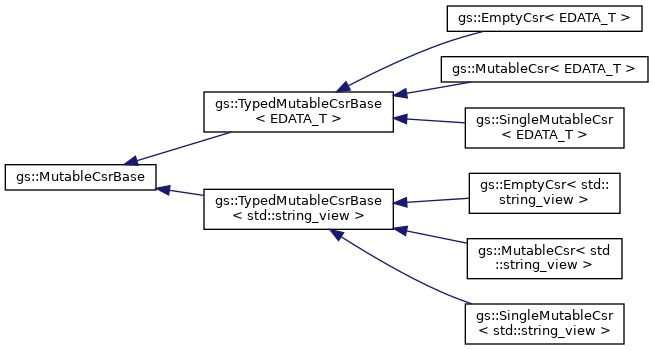 gs::EmptyCsr< EDATA_T >
gs::MutableCsr< EDATA_T >
gs::TypedMutableCsrBase
< EDATA_T >
gs::SingleMutableCsr
< EDATA_T >
gs::MutableCsrBase
gs::EmptyCsr< std::
string_view >
gs::TypedMutableCsrBase
< std::string_view >
gs::MutableCsr< std
::string_view >
gs::SingleMutableCsr
< std::string_view >